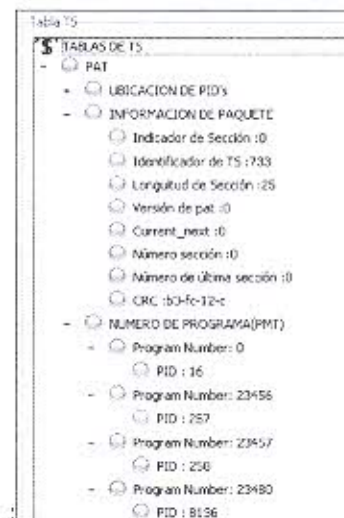 Tabla TS
TABLAS DE TS
PAT
UBICACION DE PID's
INFORMACION DE PAQUETE
Indicador de Sección :0
Identificador de TS :733
Longuitud de Sección :25
Versión de pat :0
Current_next :0
Número sección :0
Número de última sección :0
CRC :b3-fc-12-c
NUMERO DE PROGRAMA(PMT)
Program Number: 0
PID : 16
Program Number: 23456
PID : 257
Program Number: 23457
PID : 258
Program Number: 23480
PID : 8136